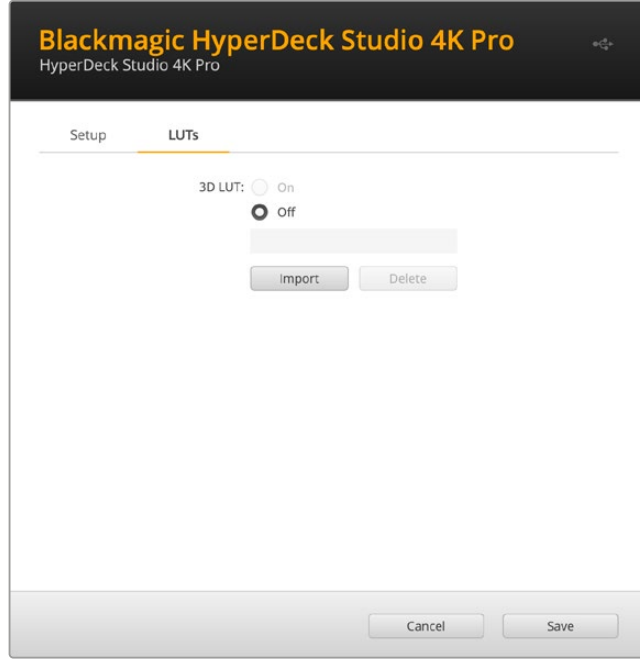 Blackmagic HyperDeck Studio 4K Pro
HyperDeck Studio 4K Pro
Setup LUTs
3D LUT: On
Off
Import Delete
Cancel Save